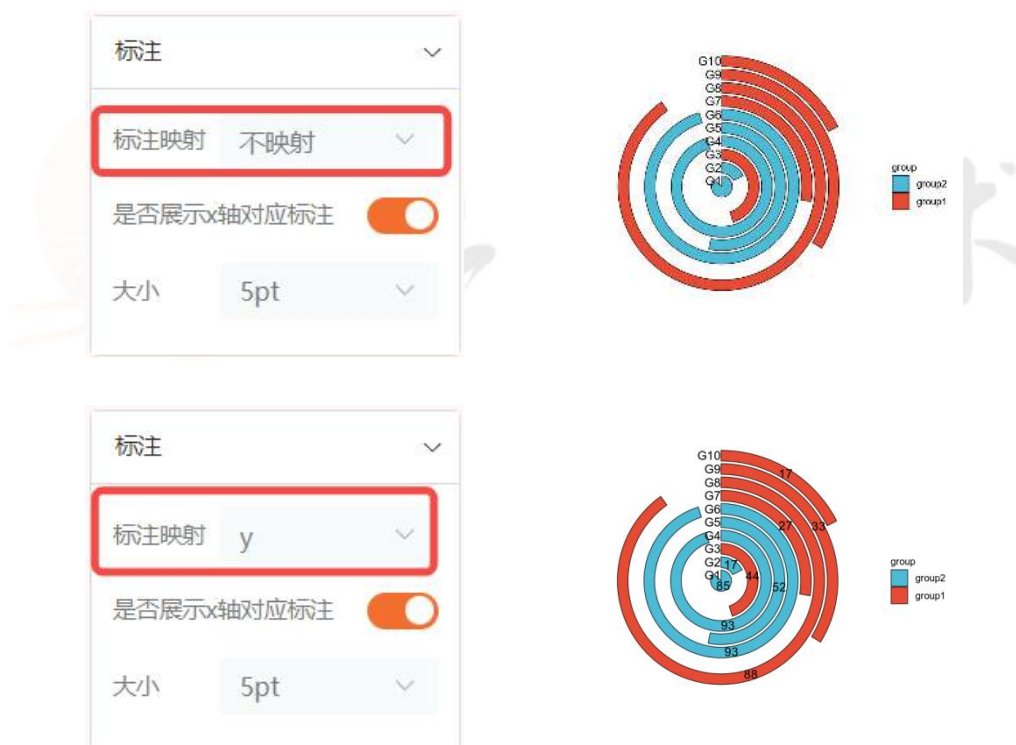 标注
标注映射 不映射
是否展示x轴对应标注
大小 5pt
G10
G9
G8
G7
G6
G5
G4
G3
G2
G1
group
group2
group1
标注
标注映射 y
是否展示x轴对应标注
大小 5pt
G10
G9
G8
G7
G6
G5
G4
G3
G2
G1
17
27
33
17
44
52
85
93
93
88
group
group2
group1